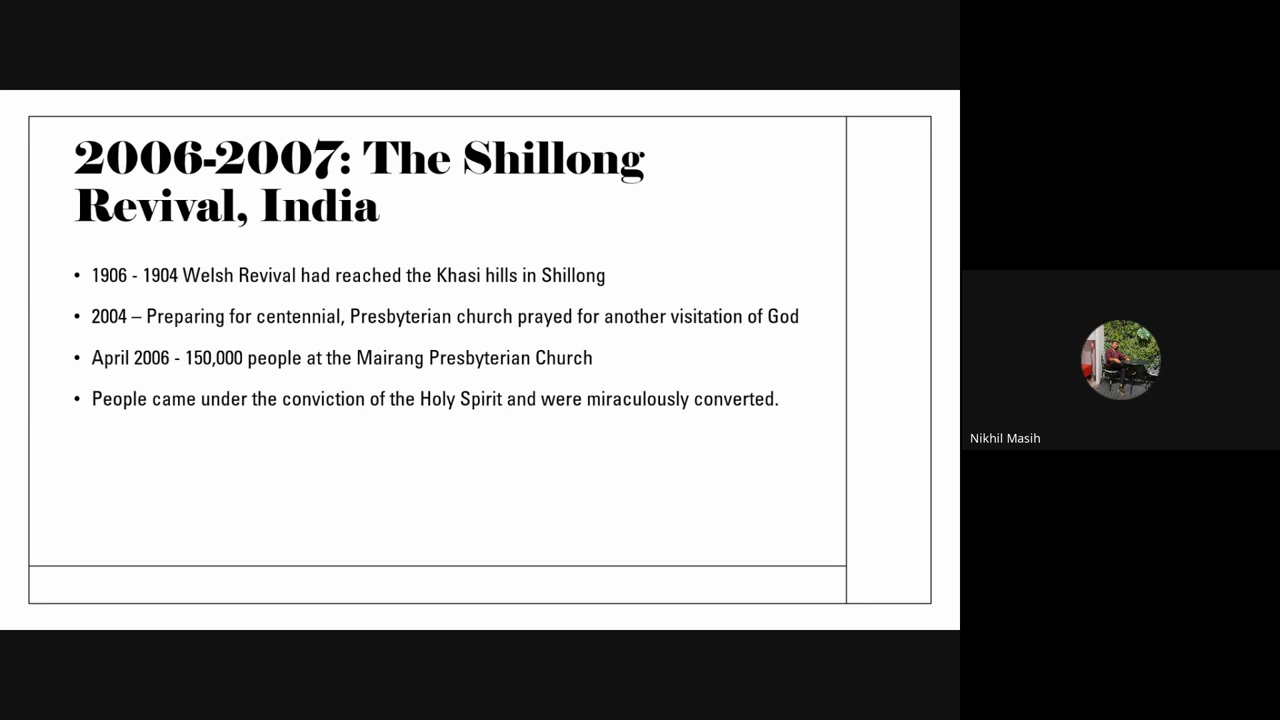 2006-2007: The Shillong
Revival, India
• 1906 - 1904 Welsh Revival had reached the Khasi hills in Shillong
• 2004 – Preparing for centennial, Presbyterian church prayed for another visitation of God
• April 2006 - 150,000 people at the Mairang Presbyterian Church
• People came under the conviction of the Holy Spirit and were miraculously converted.
Nikhil Masih